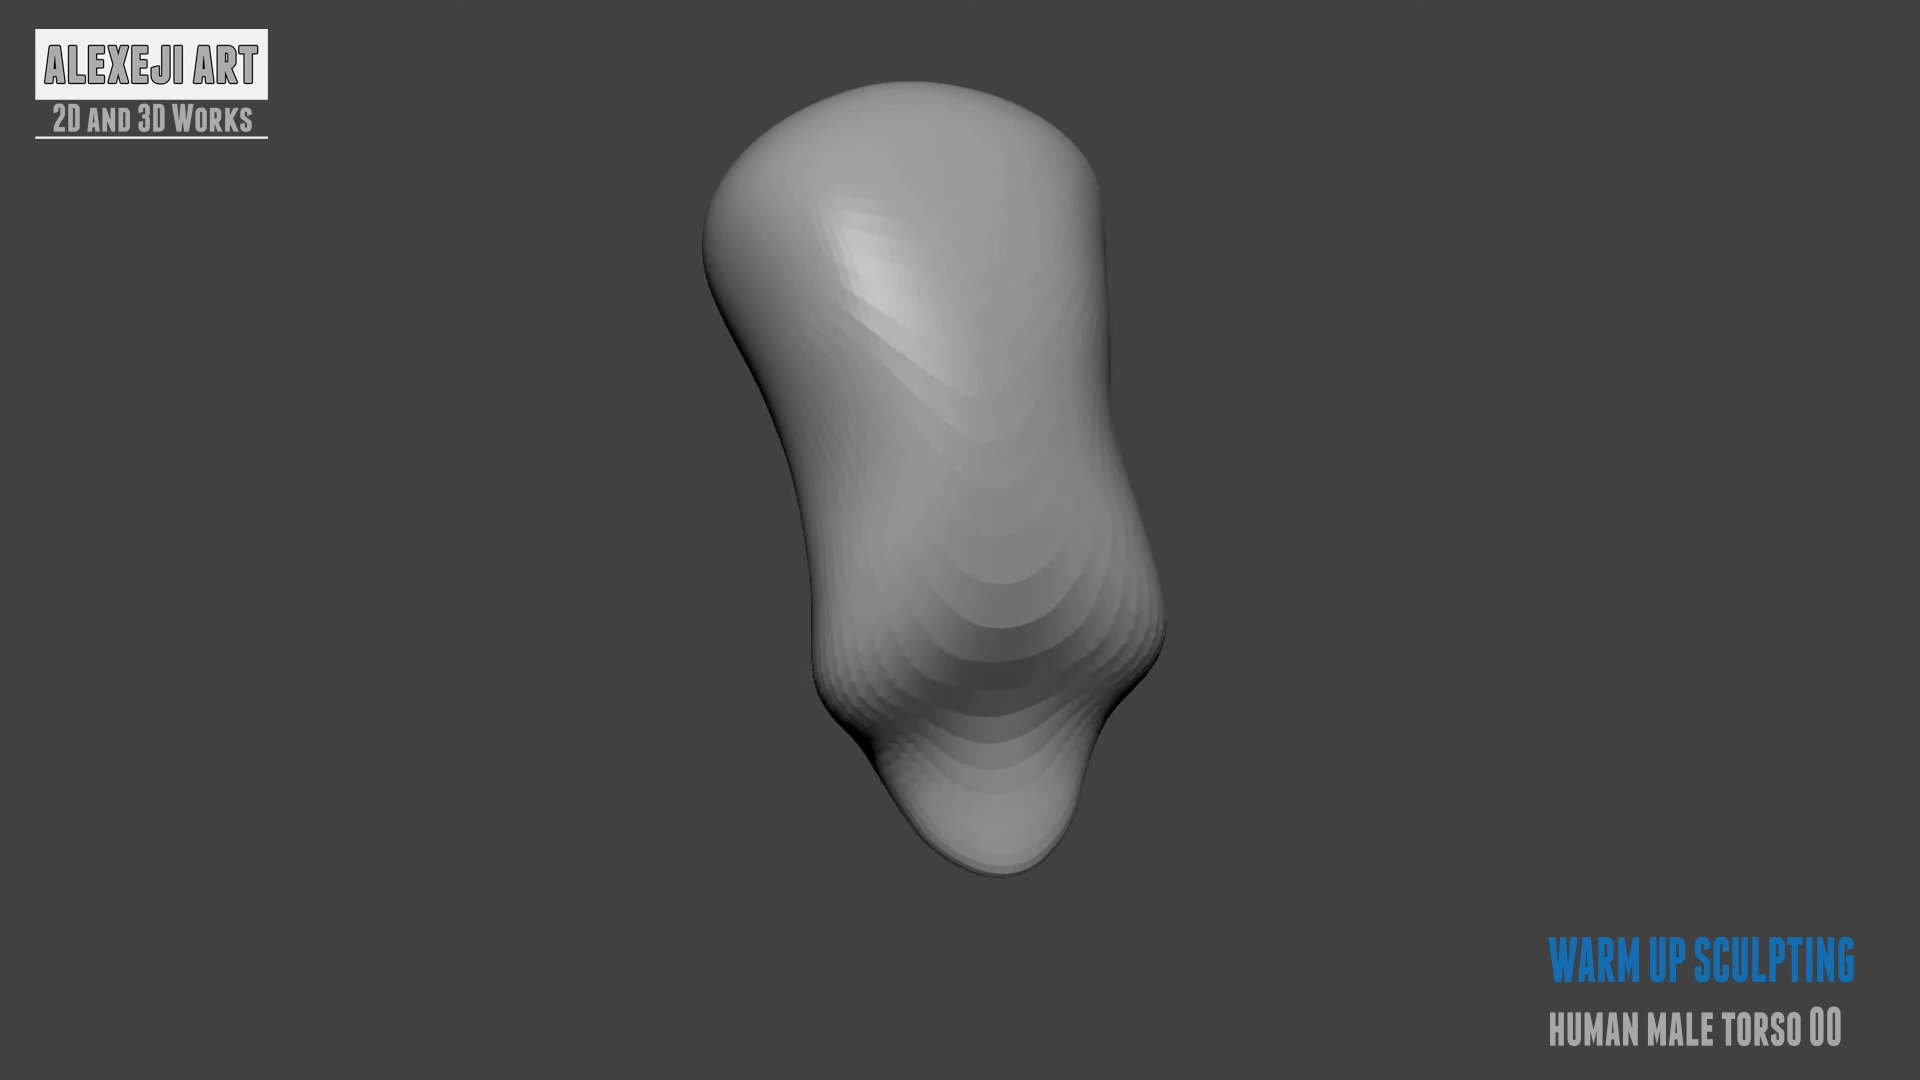 ALEXEJI ART
2D AND 3D WORKS
WARM UP SCULPTING
HUMAN MALE TORSO 00